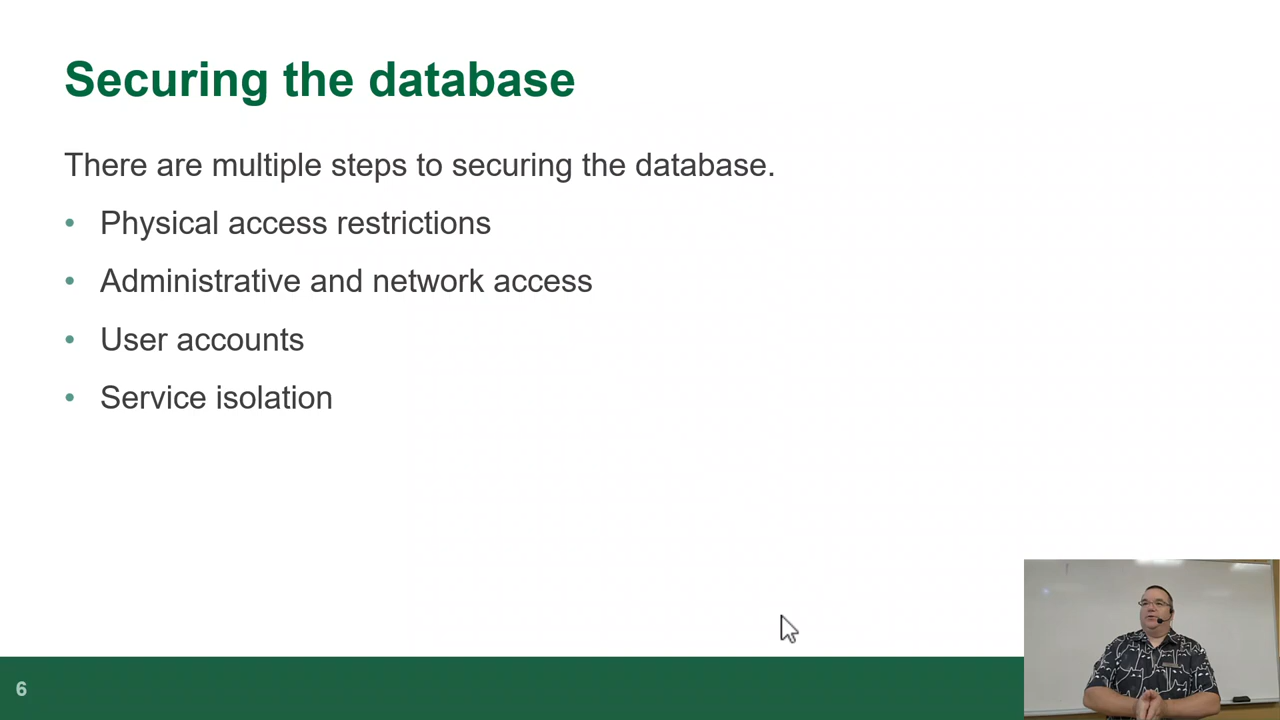 Securing the database
There are multiple steps to securing the database.
• Physical access restrictions
• Administrative and network access
• User accounts
• Service isolation
6